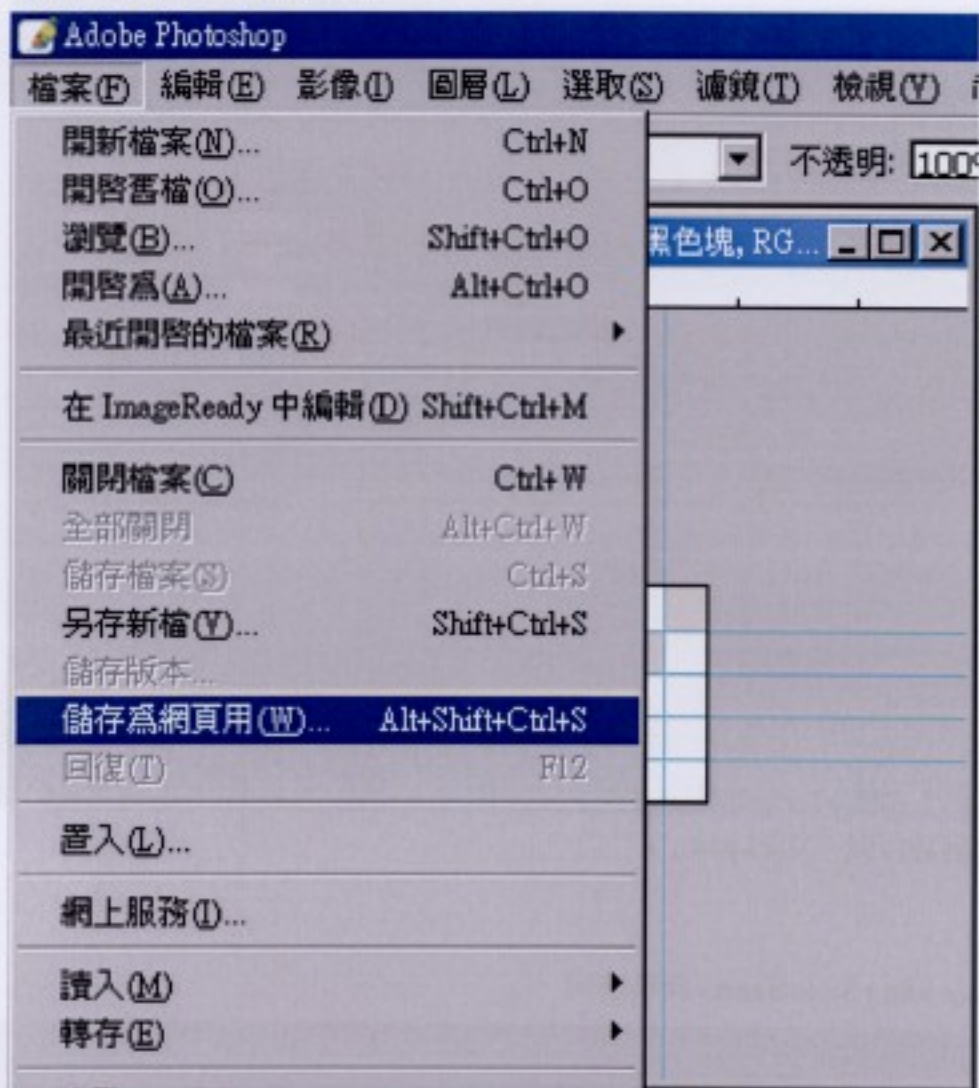 Adobe Photoshop
檔案(F) 編輯(E) 影像(I) 圖層(L) 選取(S) 濾鏡(T) 檢視(V)
不透明: 100%
黑色塊, RG...
開新檔案(N)... Ctrl+N
開啓舊檔(O)... Ctrl+O
瀏覽(B)... Shift+Ctrl+O
開啓爲(A)... Alt+Ctrl+O
最近開啓的檔案(R)
在 ImageReady 中編輯(D) Shift+Ctrl+M
關閉檔案(C) Ctrl+W
全部關閉 Alt+Ctrl+W
儲存檔案(S) Ctrl+S
另存新檔(V)... Shift+Ctrl+S
儲存版本...
儲存爲網頁用(W)... Alt+Shift+Ctrl+S
回復(T) F12
置入(L)...
網上服務(I)...
讀入(M)
轉存(E)